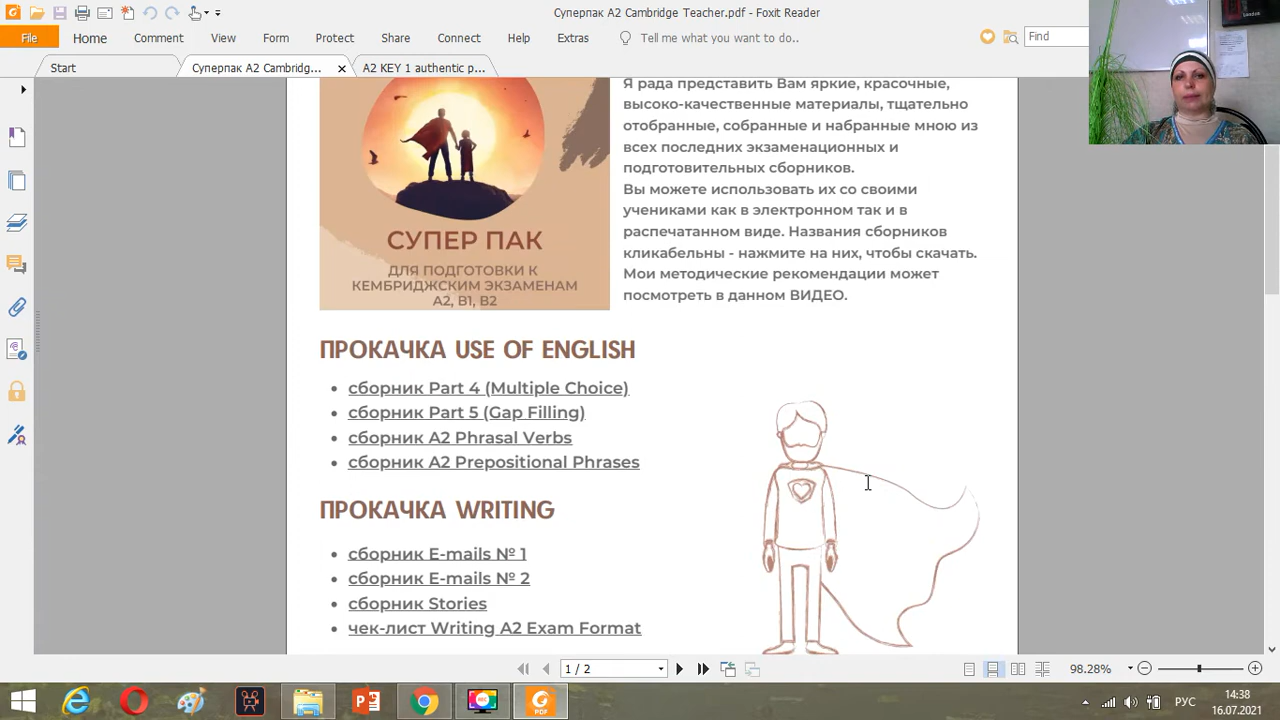 Суперпак A2 Cambridge Teacher.pdf - Foxit Reader
File Home Comment View Form Protect Share Connect Help Extras Tell me what you want to do.. Find
Start Суперпак A2 Cambridg... A2 KEY 1 authentic p...
Я рада представить Вам яркие, красочные,
высоко-качественные материалы, тщательно
отобранные, собранные и набранные мною из
всех последних экзаменационных и
подготовительных сборников.
Вы можете использовать их со своими
учениками как в электронном так и в
распечатанном виде. Названия сборников
кликабельны - нажмите на них, чтобы скачать.
Мои методические рекомендации может
посмотреть в данном ВИДЕО.
СУПЕР ПАК
ДЛЯ ПОДГОТОВКИ К
КЕМБРИДЖСКИМ ЭКЗАМЕНАМ
A2, B1, B2
ПРОКАЧКА USE OF ENGLISH
• сборник Part 4 (Multiple Choice)
• сборник Part 5 (Gap Filling)
• сборник A2 Phrasal Verbs
• сборник A2 Prepositional Phrases
ПРОКАЧКА WRITING
• сборник E-mails № 1
• сборник E-mails № 2
• сборник Stories
• чек-лист Writing A2 Exam Format
1 / 2
98.28%
РУС
14:38
16.07.2021